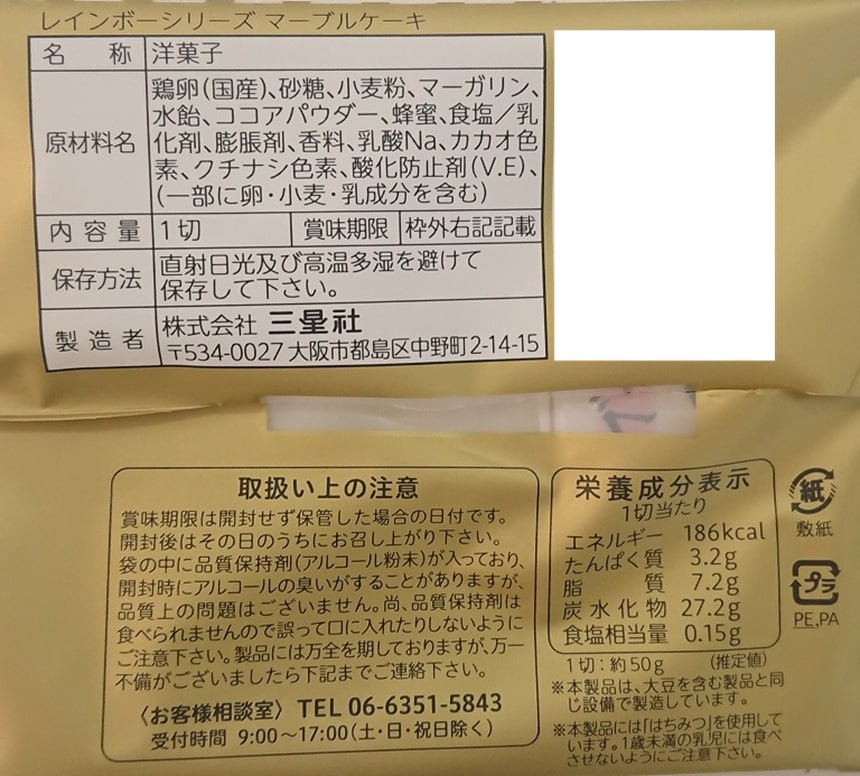 レインボーシリーズ マーブルケーキ
名称 洋菓子
原材料名 鶏卵(国産)、砂糖、小麦粉、マーガリン、
水飴、ココアパウダー、蜂蜜、食塩／乳
化剤、膨脹剤、香料、乳酸Na、カカオ色
素、クチナシ色素、酸化防止剤(V.E)、
(一部に卵・小麦・乳成分を含む)
内容量 1切 賞味期限 枠外右記記載
保存方法 直射日光及び高温多湿を避けて
保存して下さい。
製造者 株式会社 三星社
〒534-0027 大阪市都島区中野町2-14-15
取扱い上の注意
賞味期限は開封せず保管した場合の日付です。
開封後はその日のうちにお召し上がり下さい。
袋の中に品質保持剤(アルコール粉末)が入っており、
開封時にアルコールの臭いがすることがありますが、
品質上の問題はございません。尚、品質保持剤は
食べられませんので誤って口に入れたりしないように
ご注意下さい。製品には万全を期しておりますが、万一
不備がございましたら下記までご連絡下さい。
〈お客様相談室〉 TEL 06-6351-5843
受付時間 9:00～17:00(土・日・祝日除く)
栄養成分表示
1切当たり
エネルギー 186kcal
たんぱく質 3.2g
脂質 7.2g
炭水化物 27.2g
食塩相当量 0.15g
1切:約50g (推定値)
※本製品は、大豆を含む製品と同
じ設備で製造しています。
※本製品には「はちみつ」を使用して
います。1歳未満の乳児には食べ
させないようにご注意下さい。
紙
敷紙
プラ
PE,PA